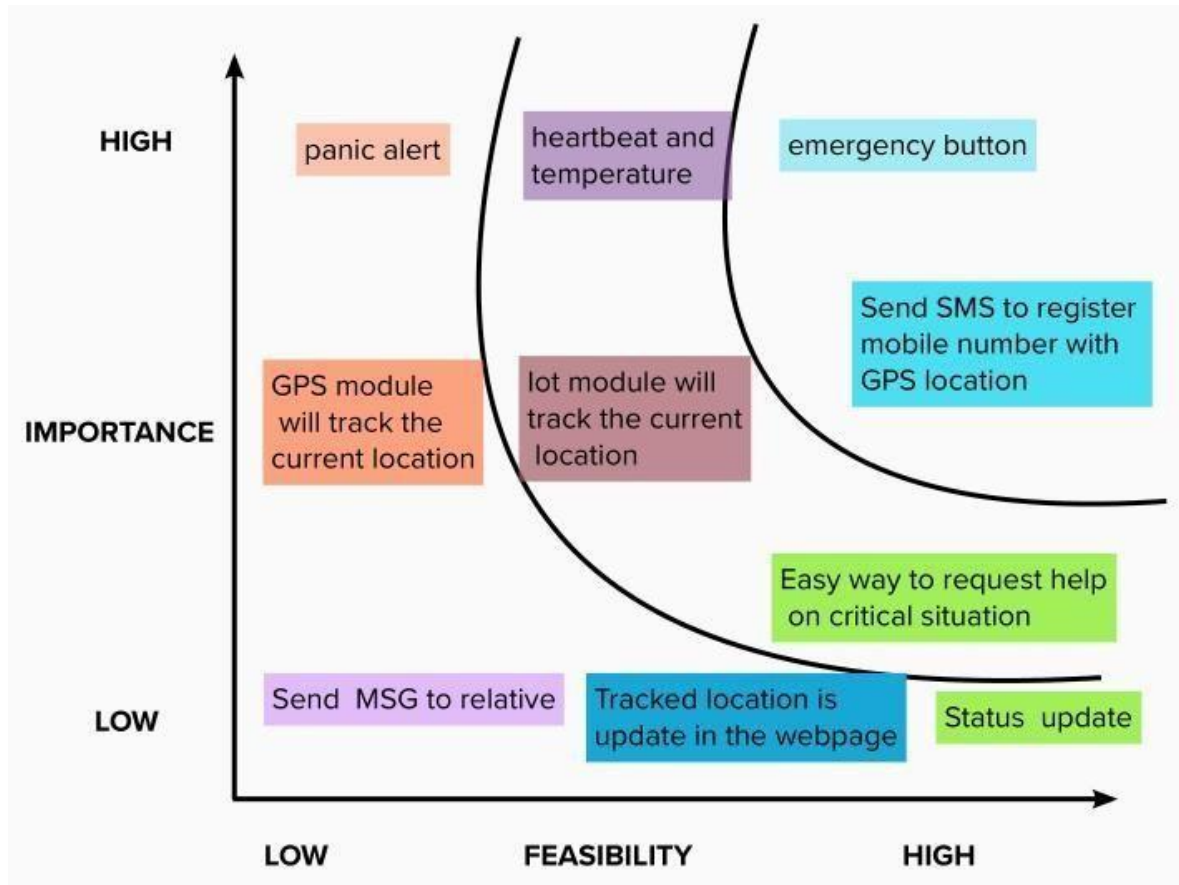 HIGH
panic alert
heartbeat and
temperature
emergency button
Send SMS to register
mobile number with
GPS location
IMPORTANCE
GPS module
will track the
current location
Iot module will
track the current
location
Easy way to request help
on critical situation
LOW
Send  MSG to relative
Tracked location is
update in the webpage
Status  update
LOW
FEASIBILITY
HIGH